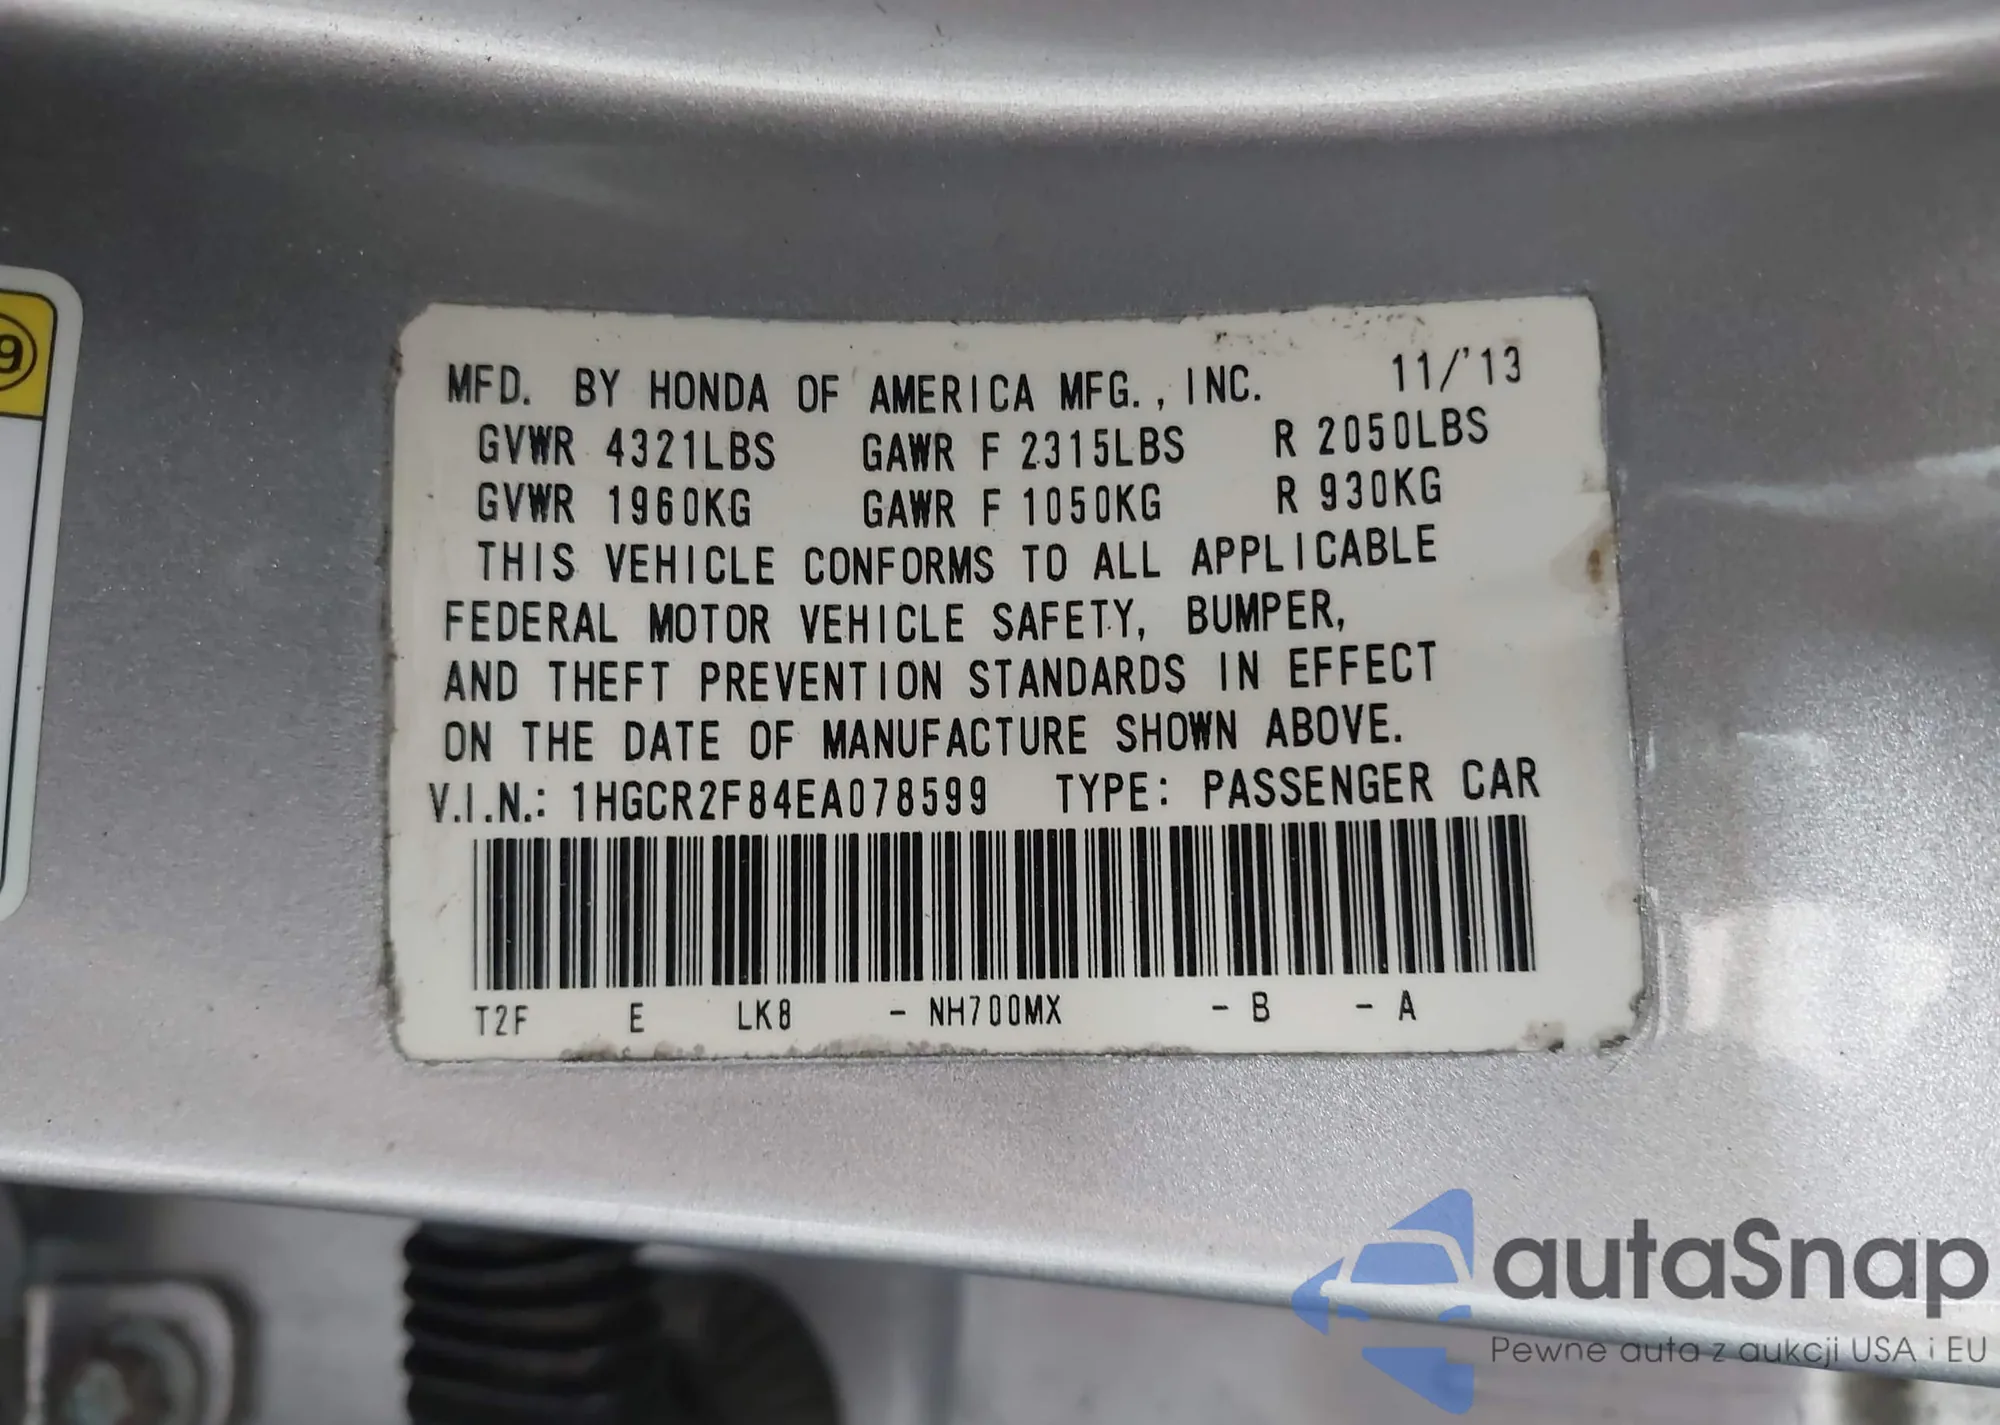 9
MFD. BY HONDA OF AMERICA MFG., INC. 11/'13
GVWR 4321LBS GAWR F 2315LBS R 2050LBS
GVWR 1960KG GAWR F 1050KG R 930KG
THIS VEHICLE CONFORMS TO ALL APPLICABLE
FEDERAL MOTOR VEHICLE SAFETY, BUMPER,
AND THEFT PREVENTION STANDARDS IN EFFECT
ON THE DATE OF MANUFACTURE SHOWN ABOVE.
V.I.N.: 1HGCR2F84EA078599 TYPE: PASSENGER CAR
T2F E LK8 - NH700MX - B - A
autaSnap
Pewne auta z aukcji USA i EU